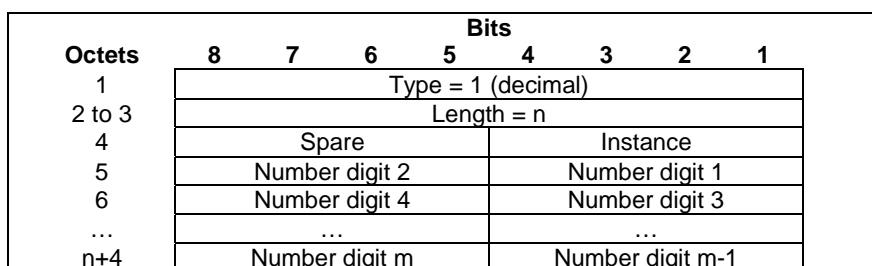 Bits
Octets 8 7 6 5 4 3 2 1
1 Type = 1 (decimal)
2 to 3 Length = n
4 Spare Instance
5 Number digit 2 Number digit 1
6 Number digit 4 Number digit 3
… … …
n+4 Number digit m Number digit m-1